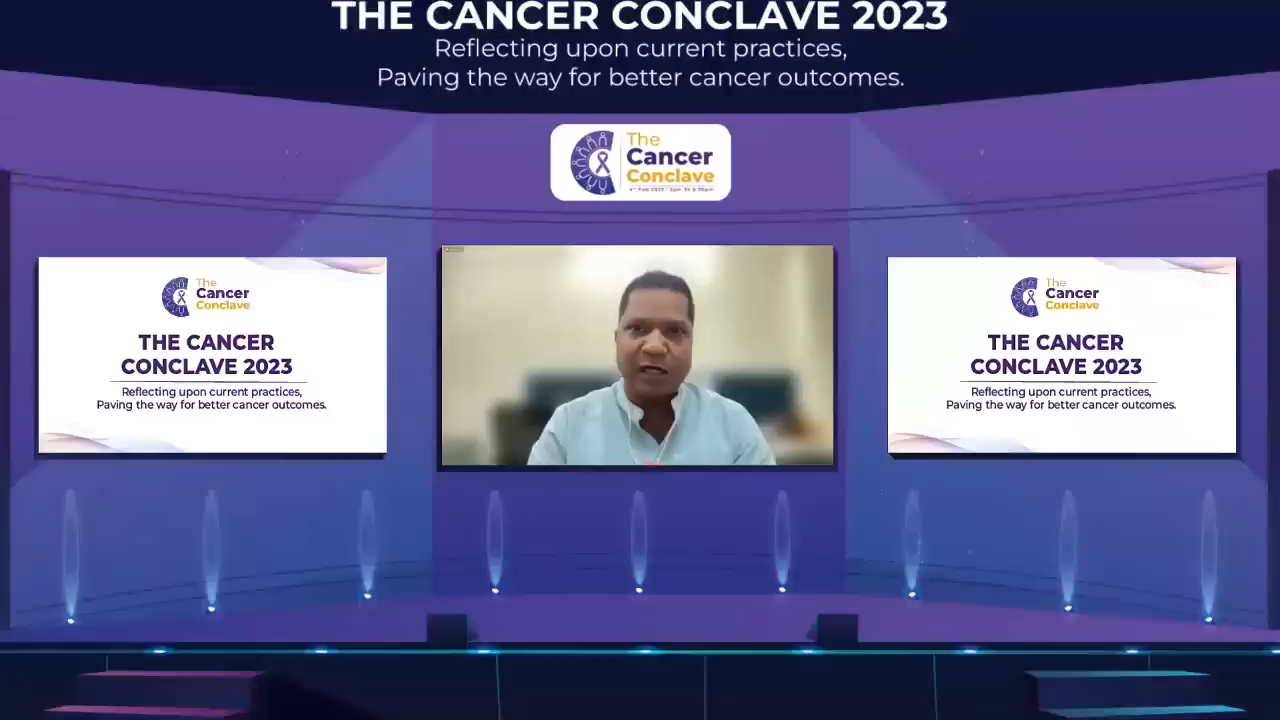 THE CANCER CONCLAVE 2023
Reflecting upon current practices,
Paving the way for better cancer outcomes.
The
Cancer
Conclave
The
Cancer
Conclave
THE CANCER
CONCLAVE 2023
Reflecting upon current practices,
Paving the way for better cancer outcomes.
The
Cancer
Conclave
THE CANCER
CONCLAVE 2023
Reflecting upon current practices,
Paving the way for better cancer outcomes.